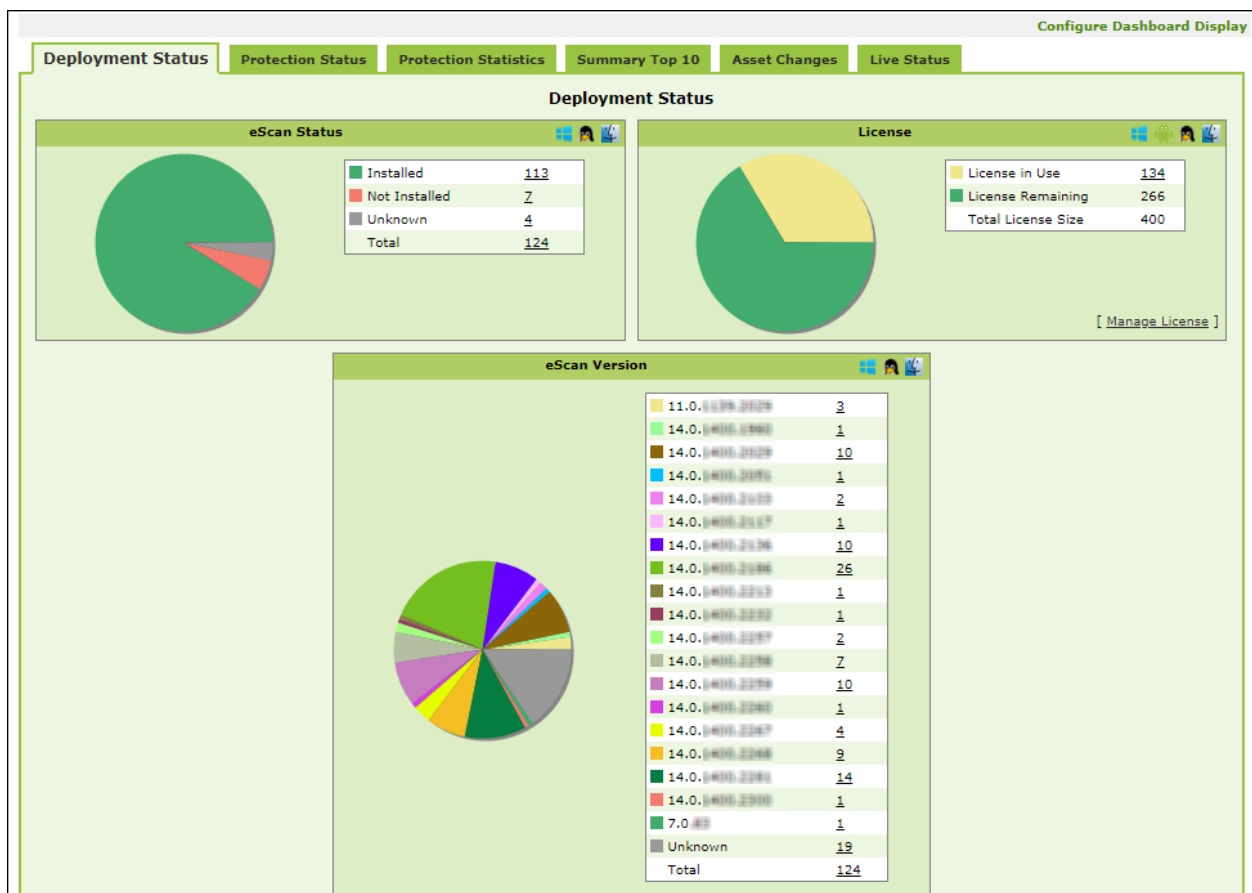 Configure Dashboard Display
Deployment Status Protection Status Protection Statistics Summary Top 10 Asset Changes Live Status
Deployment Status
eScan Status
Installed 113
Not Installed 7
Unknown 4
Total 124
License
License in Use 134
License Remaining 266
Total License Size 400
[ Manage License ]
eScan Version
11.0. 3
14.0. 1
14.0. 10
14.0. 1
14.0. 2
14.0. 1
14.0. 10
14.0. 26
14.0. 1
14.0. 1
14.0. 2
14.0. 7
14.0. 10
14.0. 1
14.0. 4
14.0. 9
14.0. 14
14.0. 1
7.0 1
Unknown 19
Total 124